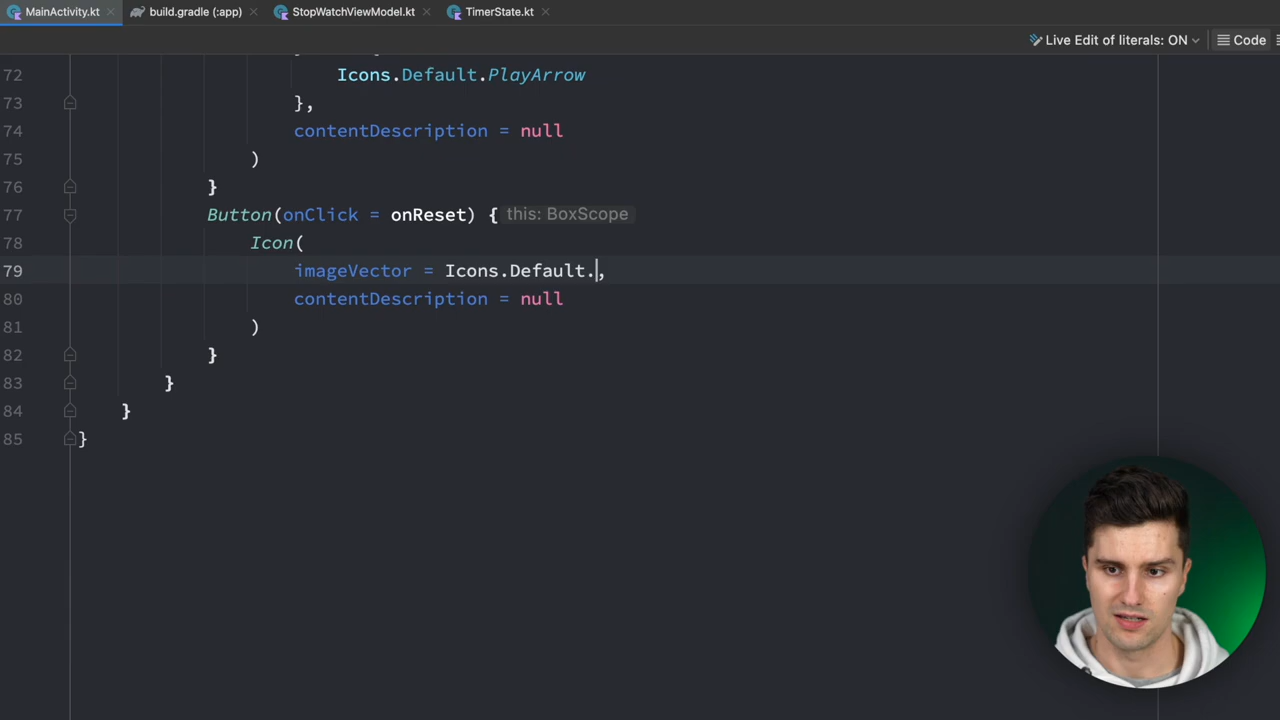 MainActivity.kt
build.gradle (:app)
StopWatchViewModel.kt
TimerState.kt
Live Edit of literals: ON
Code
72 Icons.Default.PlayArrow
73 },
74 contentDescription = null
75 )
76 }
77 Button(onClick = onReset) { this: BoxScope
78 Icon(
79 imageVector = Icons.Default.,
80 contentDescription = null
81 )
82 }
83 }
84 }
85 }